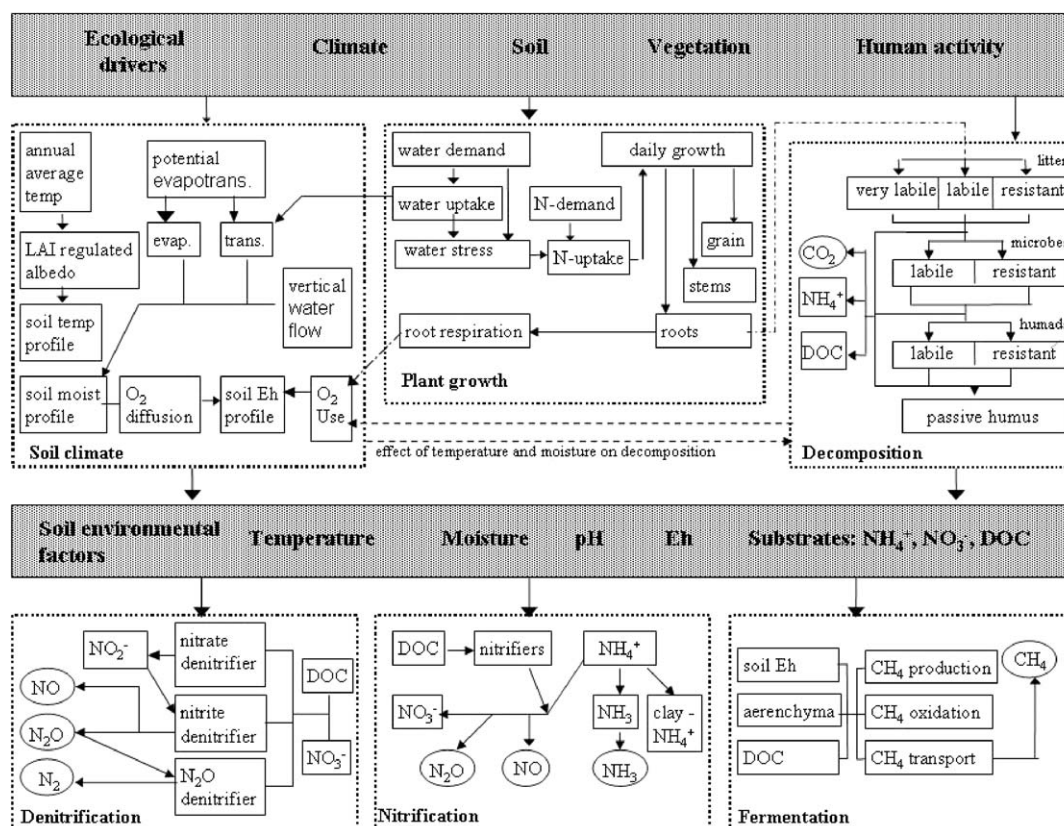 Ecological drivers
Climate
Soil
Vegetation
Human activity
annual
average
temp
LAI regulated
albedo
soil temp
profile
potential
evapotrans.
evap.
trans.
vertical
water
flow
soil moist
profile
O₂
diffusion
soil Eh
profile
O₂
Use
Soil climate
water demand
water uptake
water stress
N-demand
N-uptake
daily growth
grain
stems
roots
root respiration
Plant growth
effect of temperature and moisture on decomposition
litter
very labile
labile
resistant
microbe
labile
resistant
humad
labile
resistant
CO₂
NH₄⁺
DOC
passive humus
Decomposition
Soil environmental
factors
Temperature
Moisture
pH
Eh
Substrates: NH₄⁺, NO₃⁻, DOC
NO₂⁻
nitrate
denitrifier
NO
nitrite
denitrifier
N₂O
N₂
N₂O
denitrifier
DOC
NO₃⁻
Denitrification
DOC
nitrifiers
NH₄⁺
NO₃⁻
NH₃
clay -
NH₄⁺
N₂O
NO
NH₃
Nitrification
soil Eh
aerenchyma
DOC
CH₄ production
CH₄ oxidation
CH₄ transport
CH₄
Fermentation